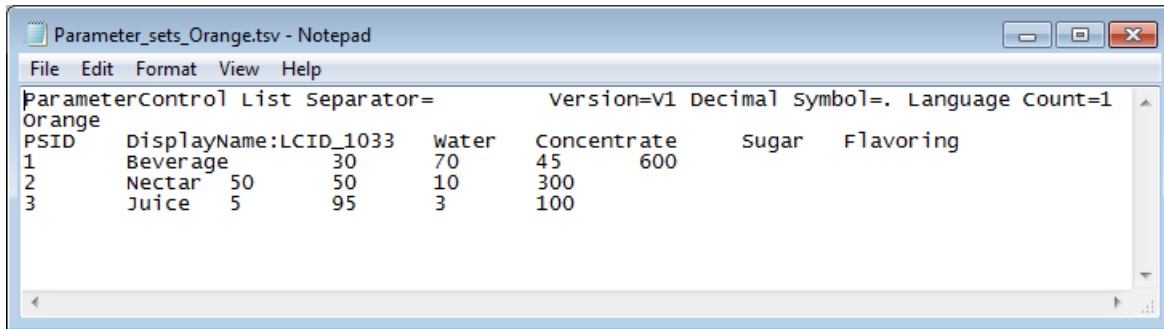 Parameter_sets_Orange.tsv - Notepad
File Edit Format View Help
ParameterControl List Separator= Version=V1 Decimal Symbol=. Language Count=1
Orange
PSID DisplayName:LCID_1033 Water Concentrate Sugar Flavoring
1 Beverage 30 70 45 600
2 Nectar 50 50 10 300
3 Juice 5 95 3 100